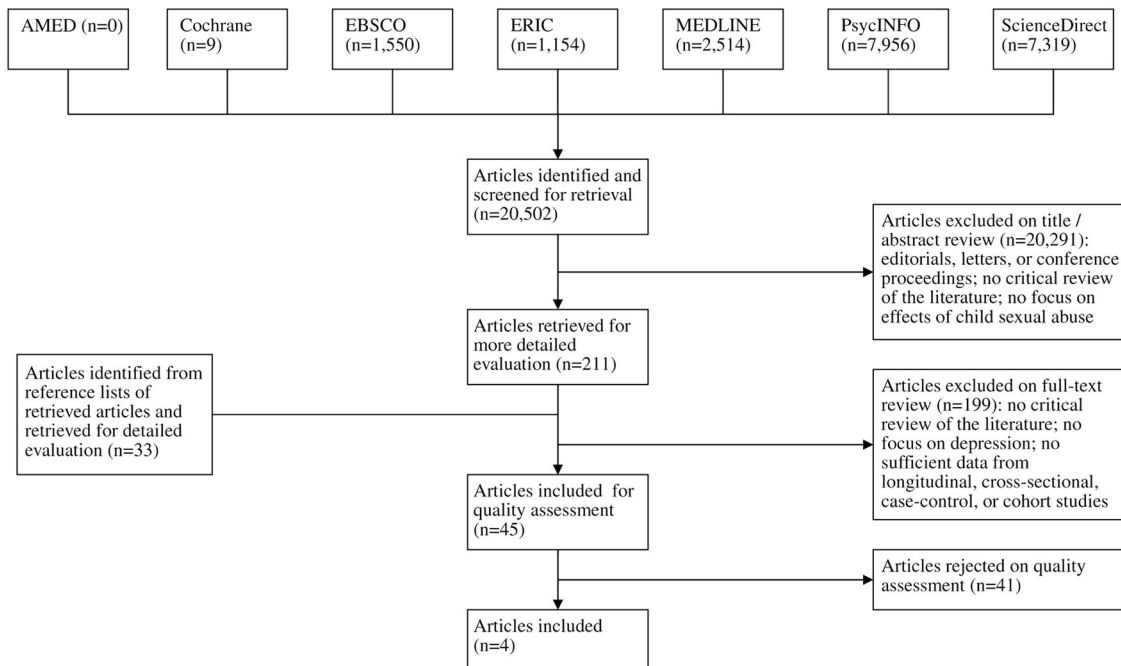 AMED (n=0)
Cochrane
(n=9)
EBSCO
(n=1,550)
ERIC
(n=1,154)
MEDLINE
(n=2,514)
PsycINFO
(n=7,956)
ScienceDirect
(n=7,319)
Articles identified and
screened for retrieval
(n=20,502)
Articles excluded on title /
abstract review (n=20,291):
editorials, letters, or conference
proceedings; no critical review
of the literature; no focus on
effects of child sexual abuse
Articles retrieved for
more detailed
evaluation (n=211)
Articles identified from
reference lists of
retrieved articles and
retrieved for detailed
evaluation (n=33)
Articles excluded on full-text
review (n=199): no critical
review of the literature; no
focus on depression; no
sufficient data from
longitudinal, cross-sectional,
case-control, or cohort studies
Articles included for
quality assessment
(n=45)
Articles rejected on quality
assessment (n=41)
Articles included
(n=4)